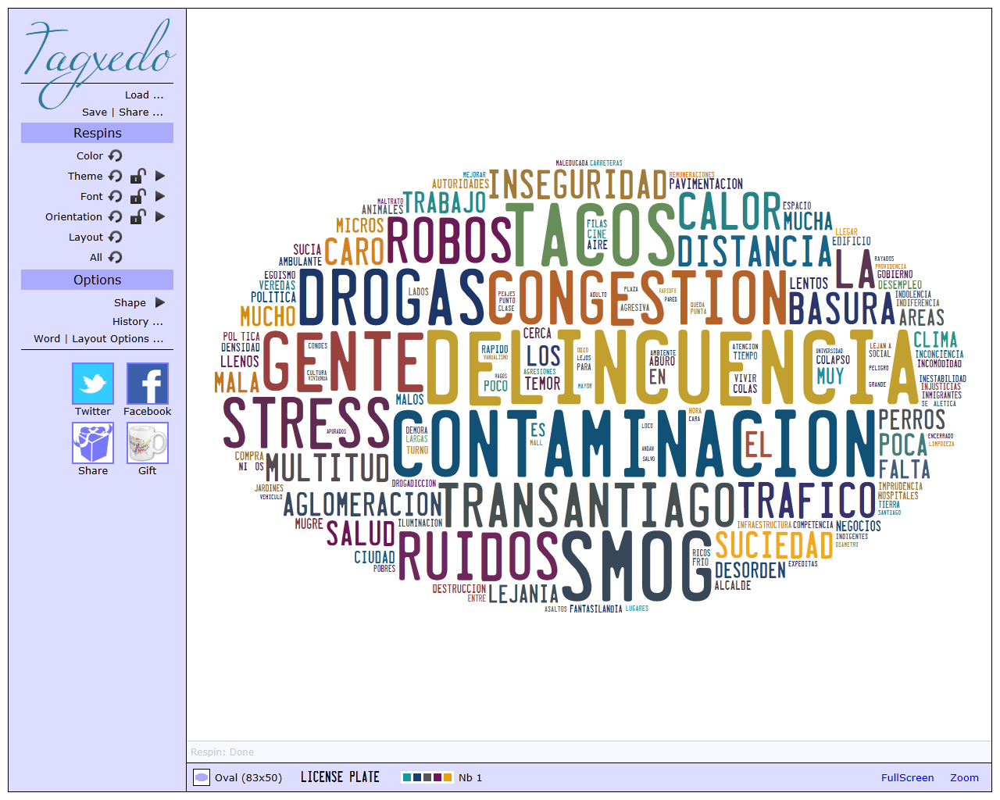 Tagxedo
Load ...
Save | Share ...
Respins
Color
Theme
Font
Orientation
Layout
All
Options
Shape
History ...
Word | Layout Options ...
Twitter
Facebook
Share
Gift
MALEDUCADA CARRETERAS
MEJORAR INSEGURIDAD REMUNERACIONES
AUTORIDADES PAVIMENTACION
MALTRATO TRABAJO TACOS CALOR ESPACIO
ANIMALES MUCHA
MICROS ROBOS FILAS LLEGAR
CINE
SUCIA CARO AIRE DISTANCIA EDIFICIO
AMBULANTE LA RAYADOS
PROVIDENCIA
EGOISMO DROGAS CONGESTION LENTOS GOBIERNO
VEREDAS LADOS PLAZA RAPIDFU DESEMPLEO
POLITICA PEAJES ADULTO PARED BASURA INDOLENCIA
PUNTO QUEDA INDIFERENCIA
MUCHO CLASE AGRESIVA PUNTA AREAS
POL TICA GENTE DELINCUENCIA CLIMA
DENSIDAD CONDES CERCA
RAPIDO LOS ODIO AMBIENTE ATENCION UNIVERSIDAD LEJAN A INCONCIENCIA
LLENOS VANDALISMO LEJOS ABURO TIEMPO COLAPSO SOCIAL INCOMODIDAD
CULTURA AGRESIONES PARA EN MUY PELIGRO
MALA VIVIENDA VAGOS TEMOR VIVIR INESTABILIDAD
POCO MAYOR COLAS GRANDE INJUSTICIAS
MALOS INMIGRANTES
STRESS CONTAMINACION SE ALETICA
APURADOS DEMORA ES LOCO HORA PERROS
LARGAS MALL CARA ENCERRADO
TURNO ANDAN EL POCA LIMPOIEZA
COMPRA MULTITUD SALVO
NI OS FALTA
JARDINES DROGADICCION IMPRUDENCIA
VEHICULO AGLOMERACION TRANSANTIAGO TRAFICO HOSPITALES
TIERRA
SANTIAGO
MUGRE SALUD ILUMINACION INFRAESTRUCTURA COMPETENCIA NEGOCIOS
RUIDOS SMOG SUCIEDAD INDIGENTES
DIAMETRO
CIUDAD RICOS
FRIO EXPEDITAS
POBRES DESORDEN
DESTRUCCION LEJANIA ALCALDE
ENTRE
ASALTOS FANTASILANDIA LUGARES
Respin: Done
Oval (83x50) LICENSE PLATE Nb 1 FullScreen Zoom